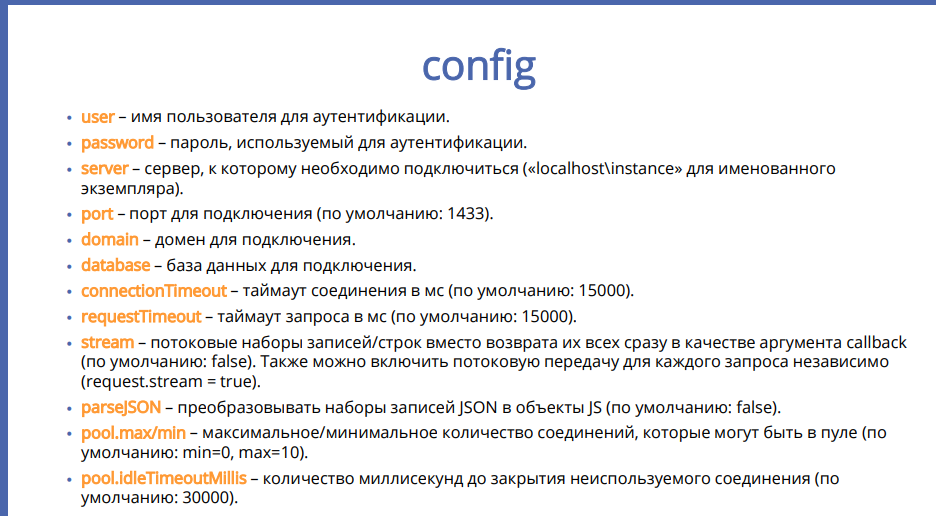 config
• user – имя пользователя для аутентификации.
• password – пароль, используемый для аутентификации.
• server – сервер, к которому необходимо подключиться («localhost\instance» для именованного
экземпляра).
• port – порт для подключения (по умолчанию: 1433).
• domain – домен для подключения.
• database – база данных для подключения.
• connectionTimeout – таймаут соединения в мс (по умолчанию: 15000).
• requestTimeout – таймаут запроса в мс (по умолчанию: 15000).
• stream – потоковые наборы записей/строк вместо возврата их всех сразу в качестве аргумента callback
(по умолчанию: false). Также можно включить потоковую передачу для каждого запроса независимо
(request.stream = true).
• parseJSON – преобразовывать наборы записей JSON в объекты JS (по умолчанию: false).
• pool.max/min – максимальное/минимальное количество соединений, которые могут быть в пуле (по
умолчанию: min=0, max=10).
• pool.idleTimeoutMillis – количество миллисекунд до закрытия неиспользуемого соединения (по
умолчанию: 30000).